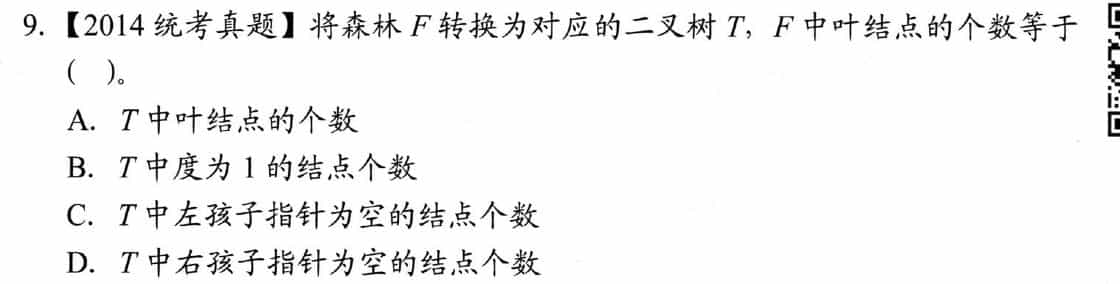 9. 【2014 统考真题】将森林 F 转换为对应的二叉树 T，F 中叶结点的个数等于
（ ）。
A. T 中叶结点的个数
B. T 中度为 1 的结点个数
C. T 中左孩子指针为空的结点个数
D. T 中右孩子指针为空的结点个数